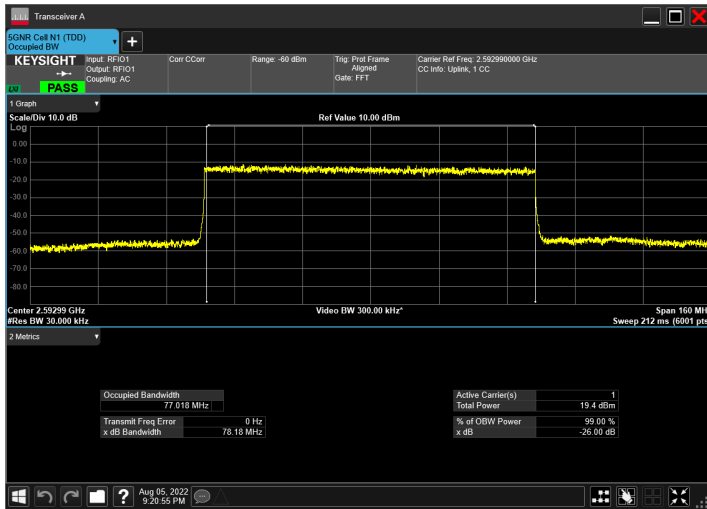 Transceiver A
5GNR Cell N1 (TDD)
Occupied BW
KEYSIGHT
LXI
PASS
Input: RFIO1
Output: RFIO1
Coupling: AC
Corr CCorr
Range: -60 dBm
Trig: Prot Frame
Aligned
Gate: FFT
Carrier Ref Freq: 2.592990000 GHz
CC Info: Uplink, 1 CC
1 Graph
Scale/Div 10.0 dB
Ref Value 10.00 dBm
Log
0.00
-10.0
-20.0
-30.0
-40.0
-50.0
-60.0
-70.0
-80.0
Center 2.59299 GHz
#Res BW 30.000 kHz
Video BW 300.00 kHz*
Span 160 MH
Sweep 212 ms (6001 pts
2 Metrics
Occupied Bandwidth
77.018 MHz
Transmit Freq Error 0 Hz
x dB Bandwidth 78.18 MHz
Active Carrier(s) 1
Total Power 19.4 dBm
% of OBW Power 99.00 %
x dB -26.00 dB
?
Aug 05, 2022
9:20:55 PM